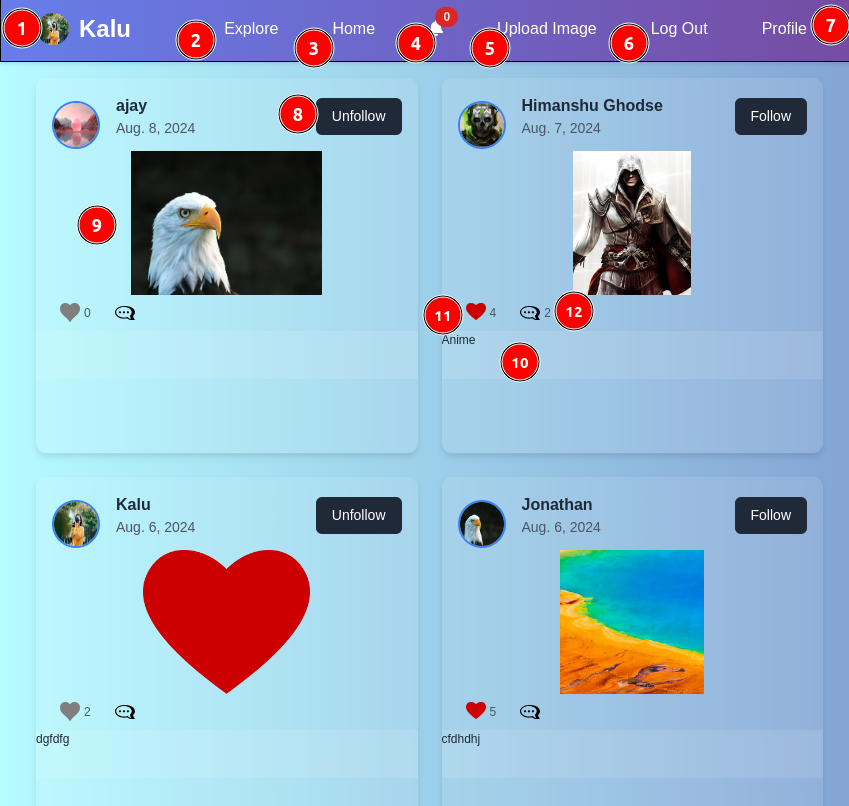 1 Kalu 2 Explore 3 Home 4 0 5 Upload Image 6 Log Out Profile 7
ajay 8 Unfollow
Aug. 8, 2024
9
0
Himanshu Ghodse Follow
Aug. 7, 2024
11 4 2 12
Anime
10
Kalu Unfollow
Aug. 6, 2024
2
dgfdfg
Jonathan Follow
Aug. 6, 2024
5
cfdhdhj